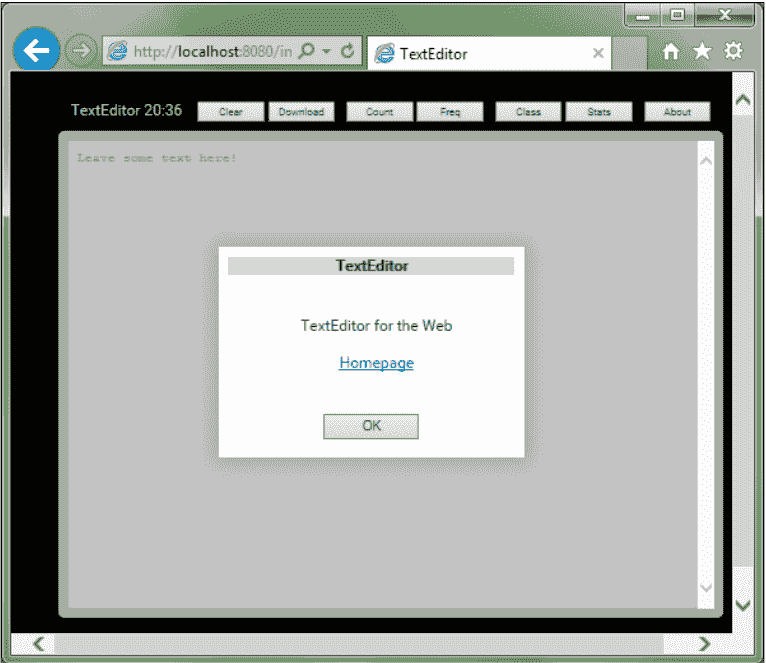 http://localhost:8080/in
TextEditor
TextEditor 20:36 Clear Download Count Freq Class Stats About
Leave some text here!
TextEditor
TextEditor for the Web
Homepage
OK